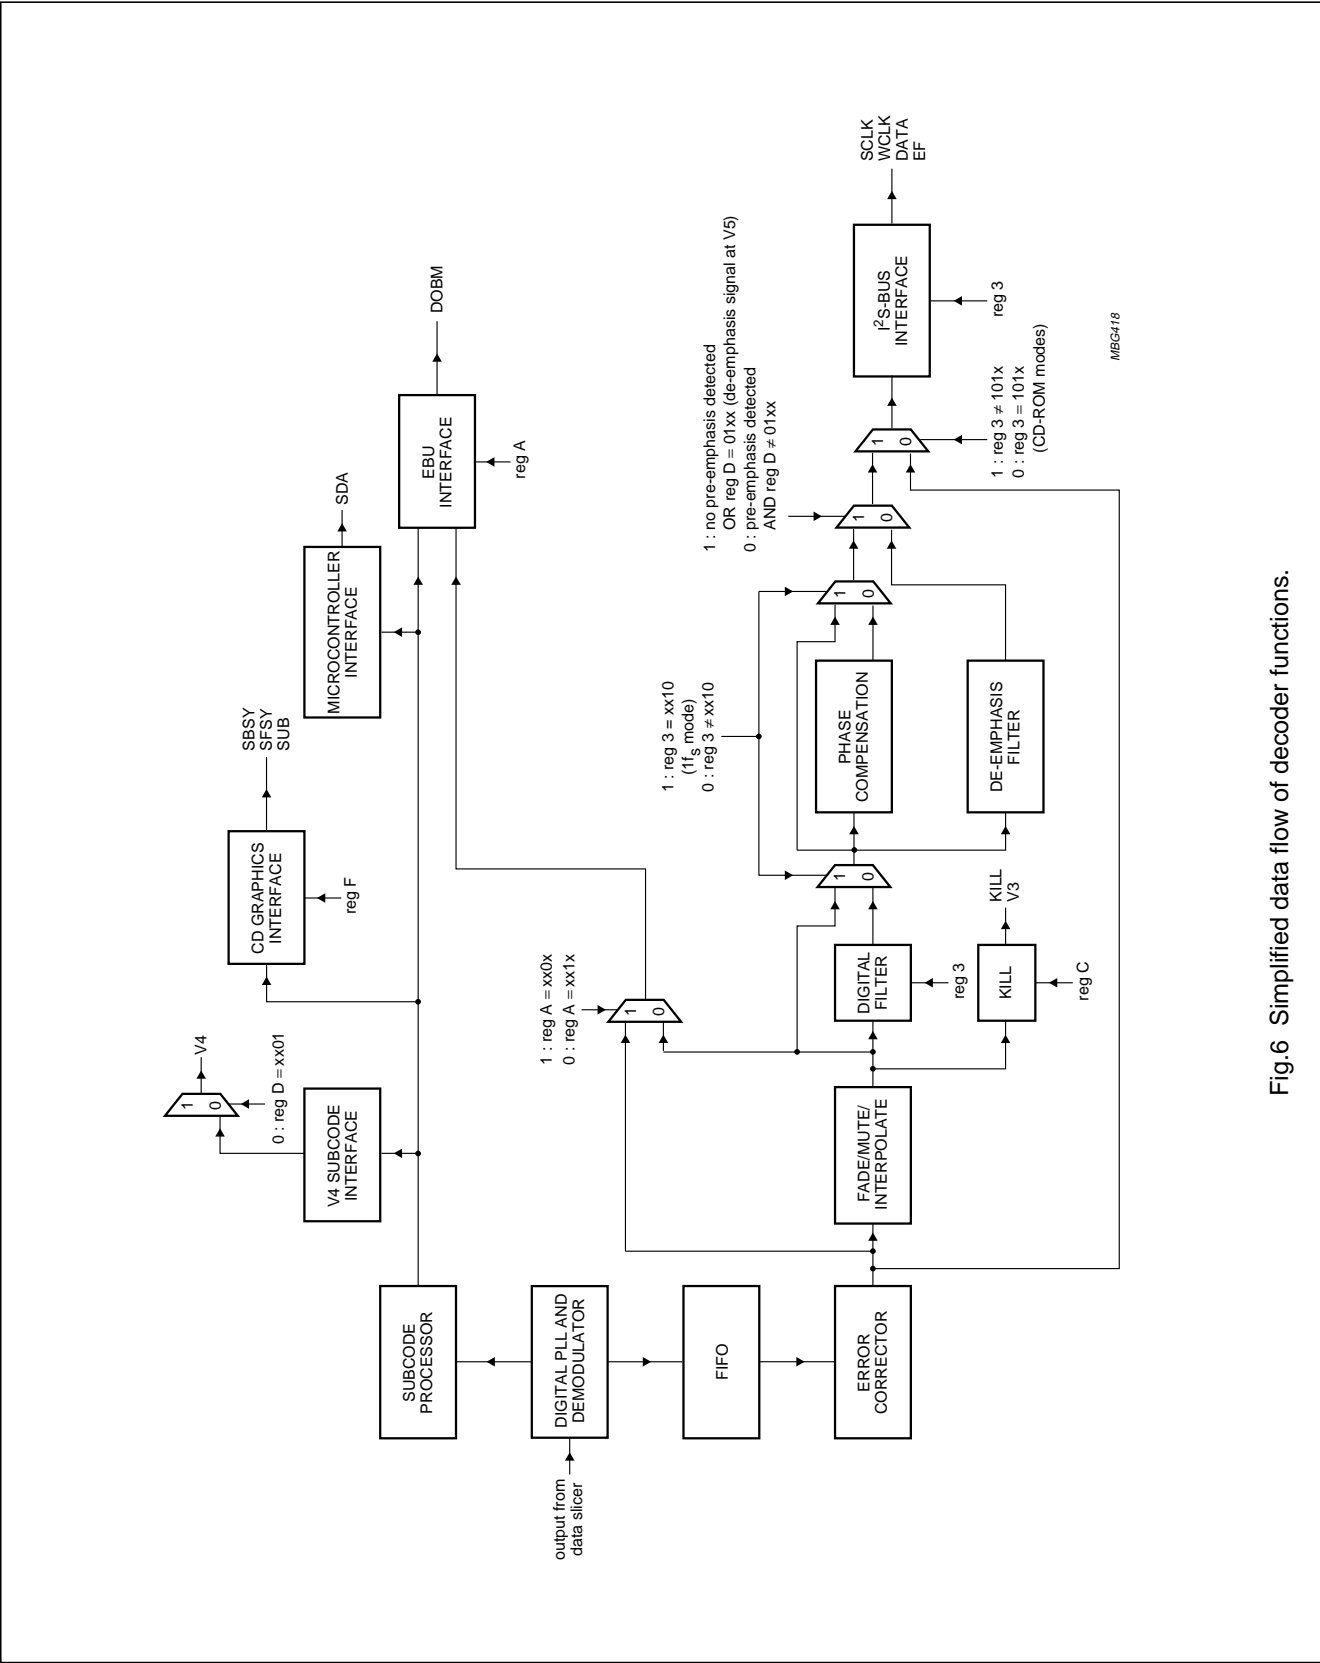 V4
1
0
0 : reg D = xx01
V4 SUBCODE
INTERFACE
SBSY
SFSY
SUB
CD GRAPHICS
INTERFACE
reg F
SDA
MICROCONTROLLER
INTERFACE
DOBM
EBU
INTERFACE
reg A
SUBCODE
PROCESSOR
output from
data slicer
DIGITAL PLL AND
DEMODULATOR
FIFO
ERROR
CORRECTOR
1 : reg A = xx0x
0 : reg A = xx1x
1
0
FADE/MUTE/
INTERPOLATE
DIGITAL
FILTER
reg 3
KILL
V3
KILL
reg C
1 : reg 3 = xx10
(1fs mode)
0 : reg 3 ≠ xx10
1
0
PHASE
COMPENSATION
DE-EMPHASIS
FILTER
1
0
1 : no pre-emphasis detected
OR reg D = 01xx (de-emphasis signal at V5)
0 : pre-emphasis detected
AND reg D ≠ 01xx
1
0
1
0
1 : reg 3 ≠ 101x
0 : reg 3 = 101x
(CD-ROM modes)
I2S-BUS
INTERFACE
reg 3
SCLK
WCLK
DATA
EF
MBG418
Fig.6 Simplified data flow of decoder functions.